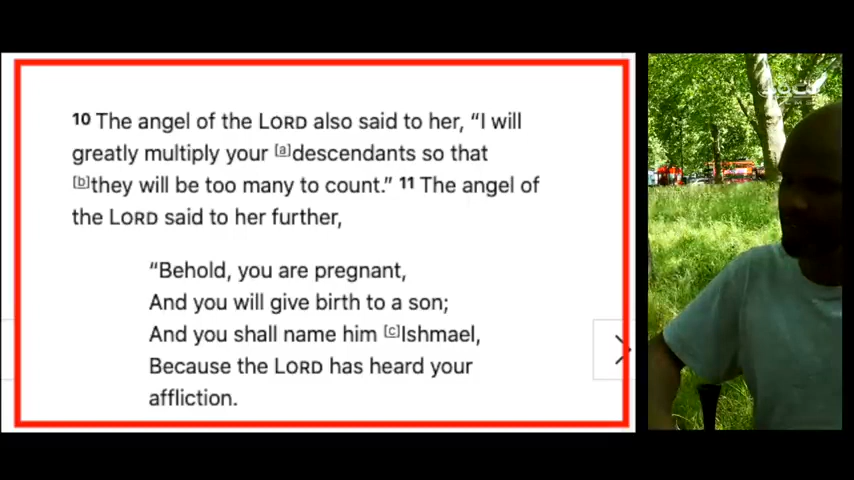 10 The angel of the LORD also said to her, “I will
greatly multiply your [a]descendants so that
[b]they will be too many to count.” 11 The angel of
the LORD said to her further,
“Behold, you are pregnant,
And you will give birth to a son;
And you shall name him [c]Ishmael,
Because the LORD has heard your
affliction.